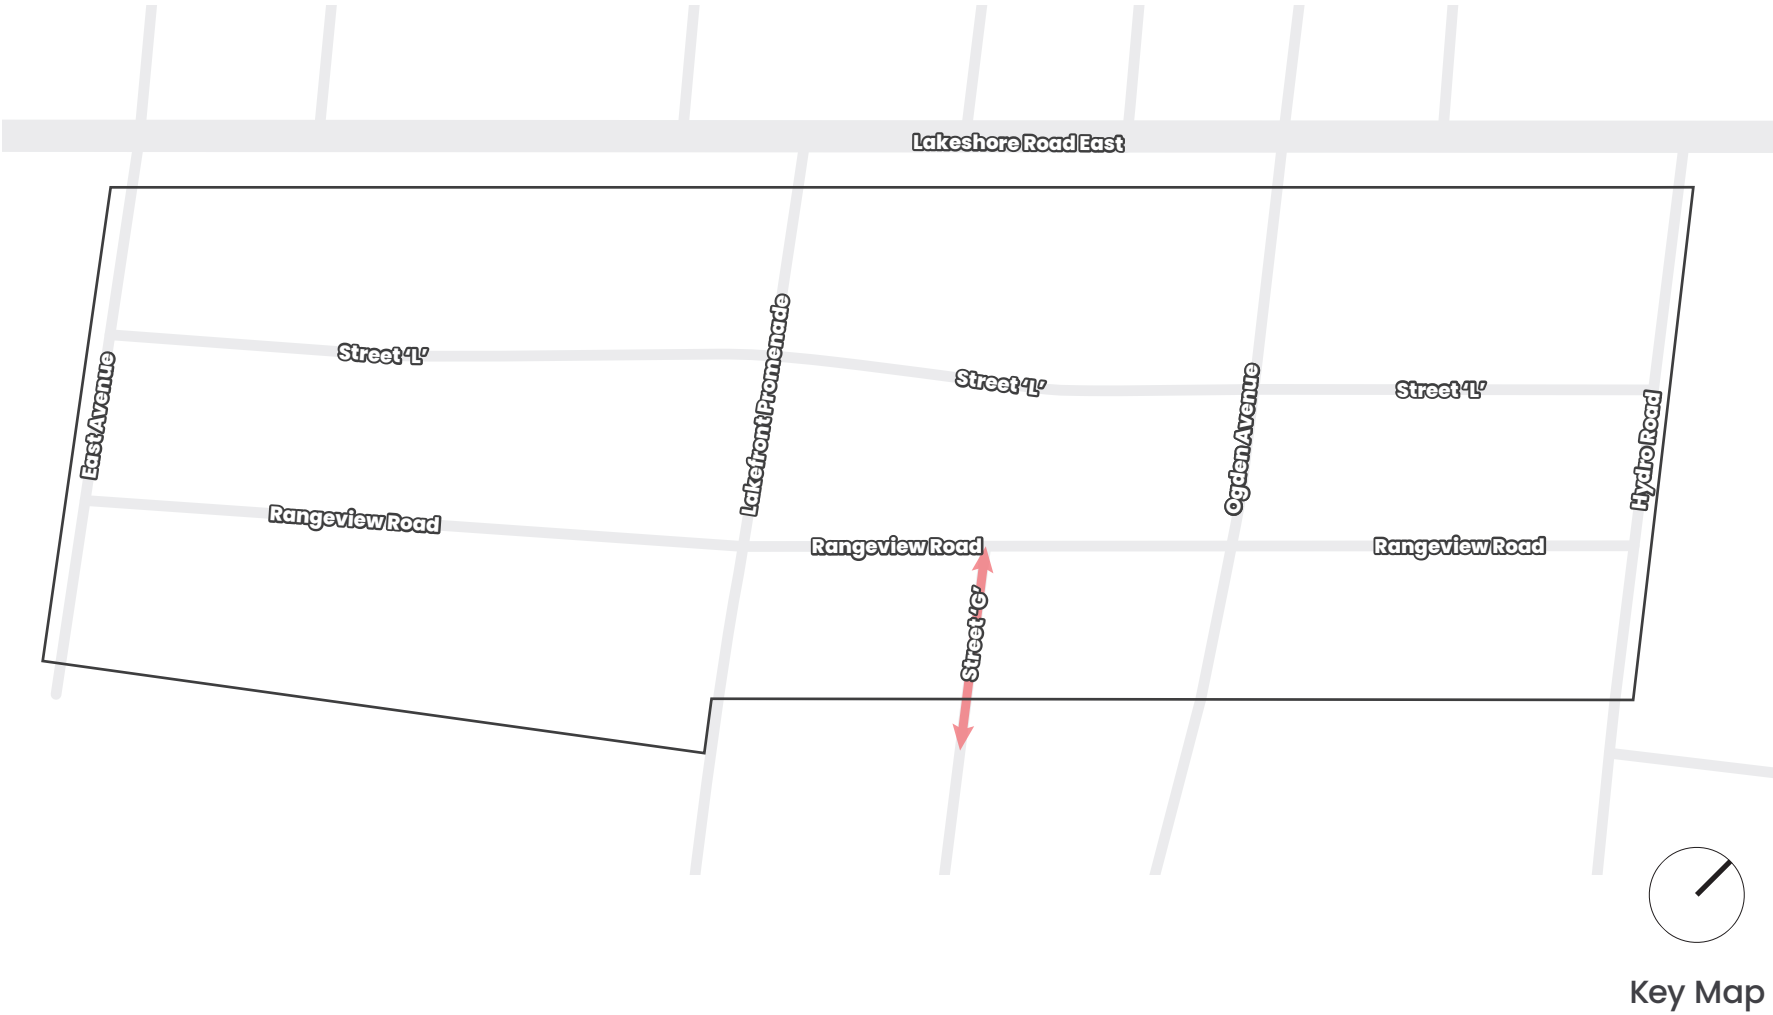 Lakeshore Road East
Street ‘L’
Street ‘L’
Street ‘L’
East Avenue
Lakefront Promenade
Ogden Avenue
Hydro Road
Rangeview Road
Rangeview Road
Rangeview Road
Street ‘G’
Key Map